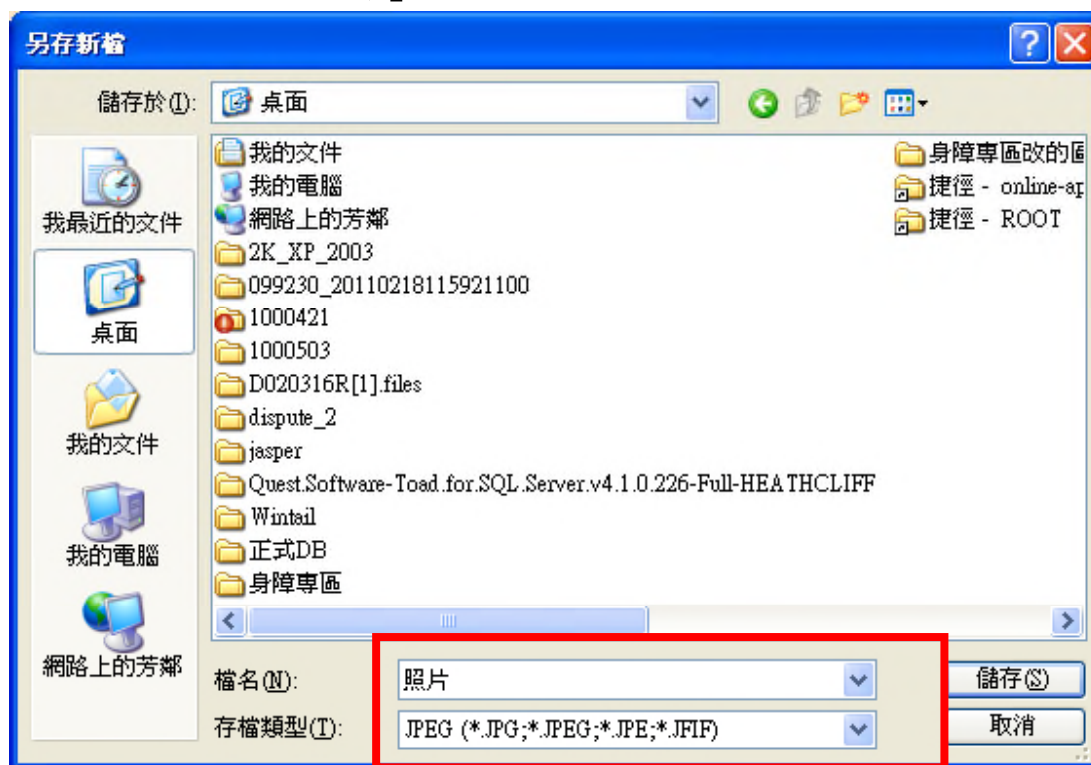 另存新檔
儲存於(I):
桌面
我最近的文件
桌面
我的文件
我的電腦
網路上的芳鄰
我的文件
我的電腦
網路上的芳鄰
2K_XP_2003
099230_20110218115921100
1000421
1000503
D020316R[1].files
dispute_2
jasper
Quest.Software-Toad.for.SQL.Server.v4.1.0.226-Full-HEATHCLIFF
Wintail
正式DB
身障專區
身障專區改的
捷徑 - online-ap
捷徑 - ROOT
檔名(N):
照片
儲存(S)
存檔類型(T):
JPEG (*.JPG;*.JPEG;*.JPE;*.JFIF)
取消